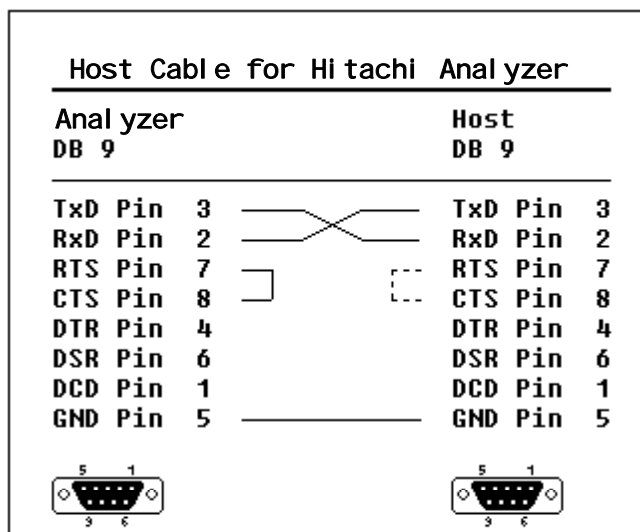 Host Cable for Hitachi Analyzer
Analyzer Host
DB 9 DB 9
TxD Pin 3 TxD Pin 3
RxD Pin 2 RxD Pin 2
RTS Pin 7 RTS Pin 7
CTS Pin 8 CTS Pin 8
DTR Pin 4 DTR Pin 4
DSR Pin 6 DSR Pin 6
DCD Pin 1 DCD Pin 1
GND Pin 5 GND Pin 5
5 1 5 1
9 6 9 6